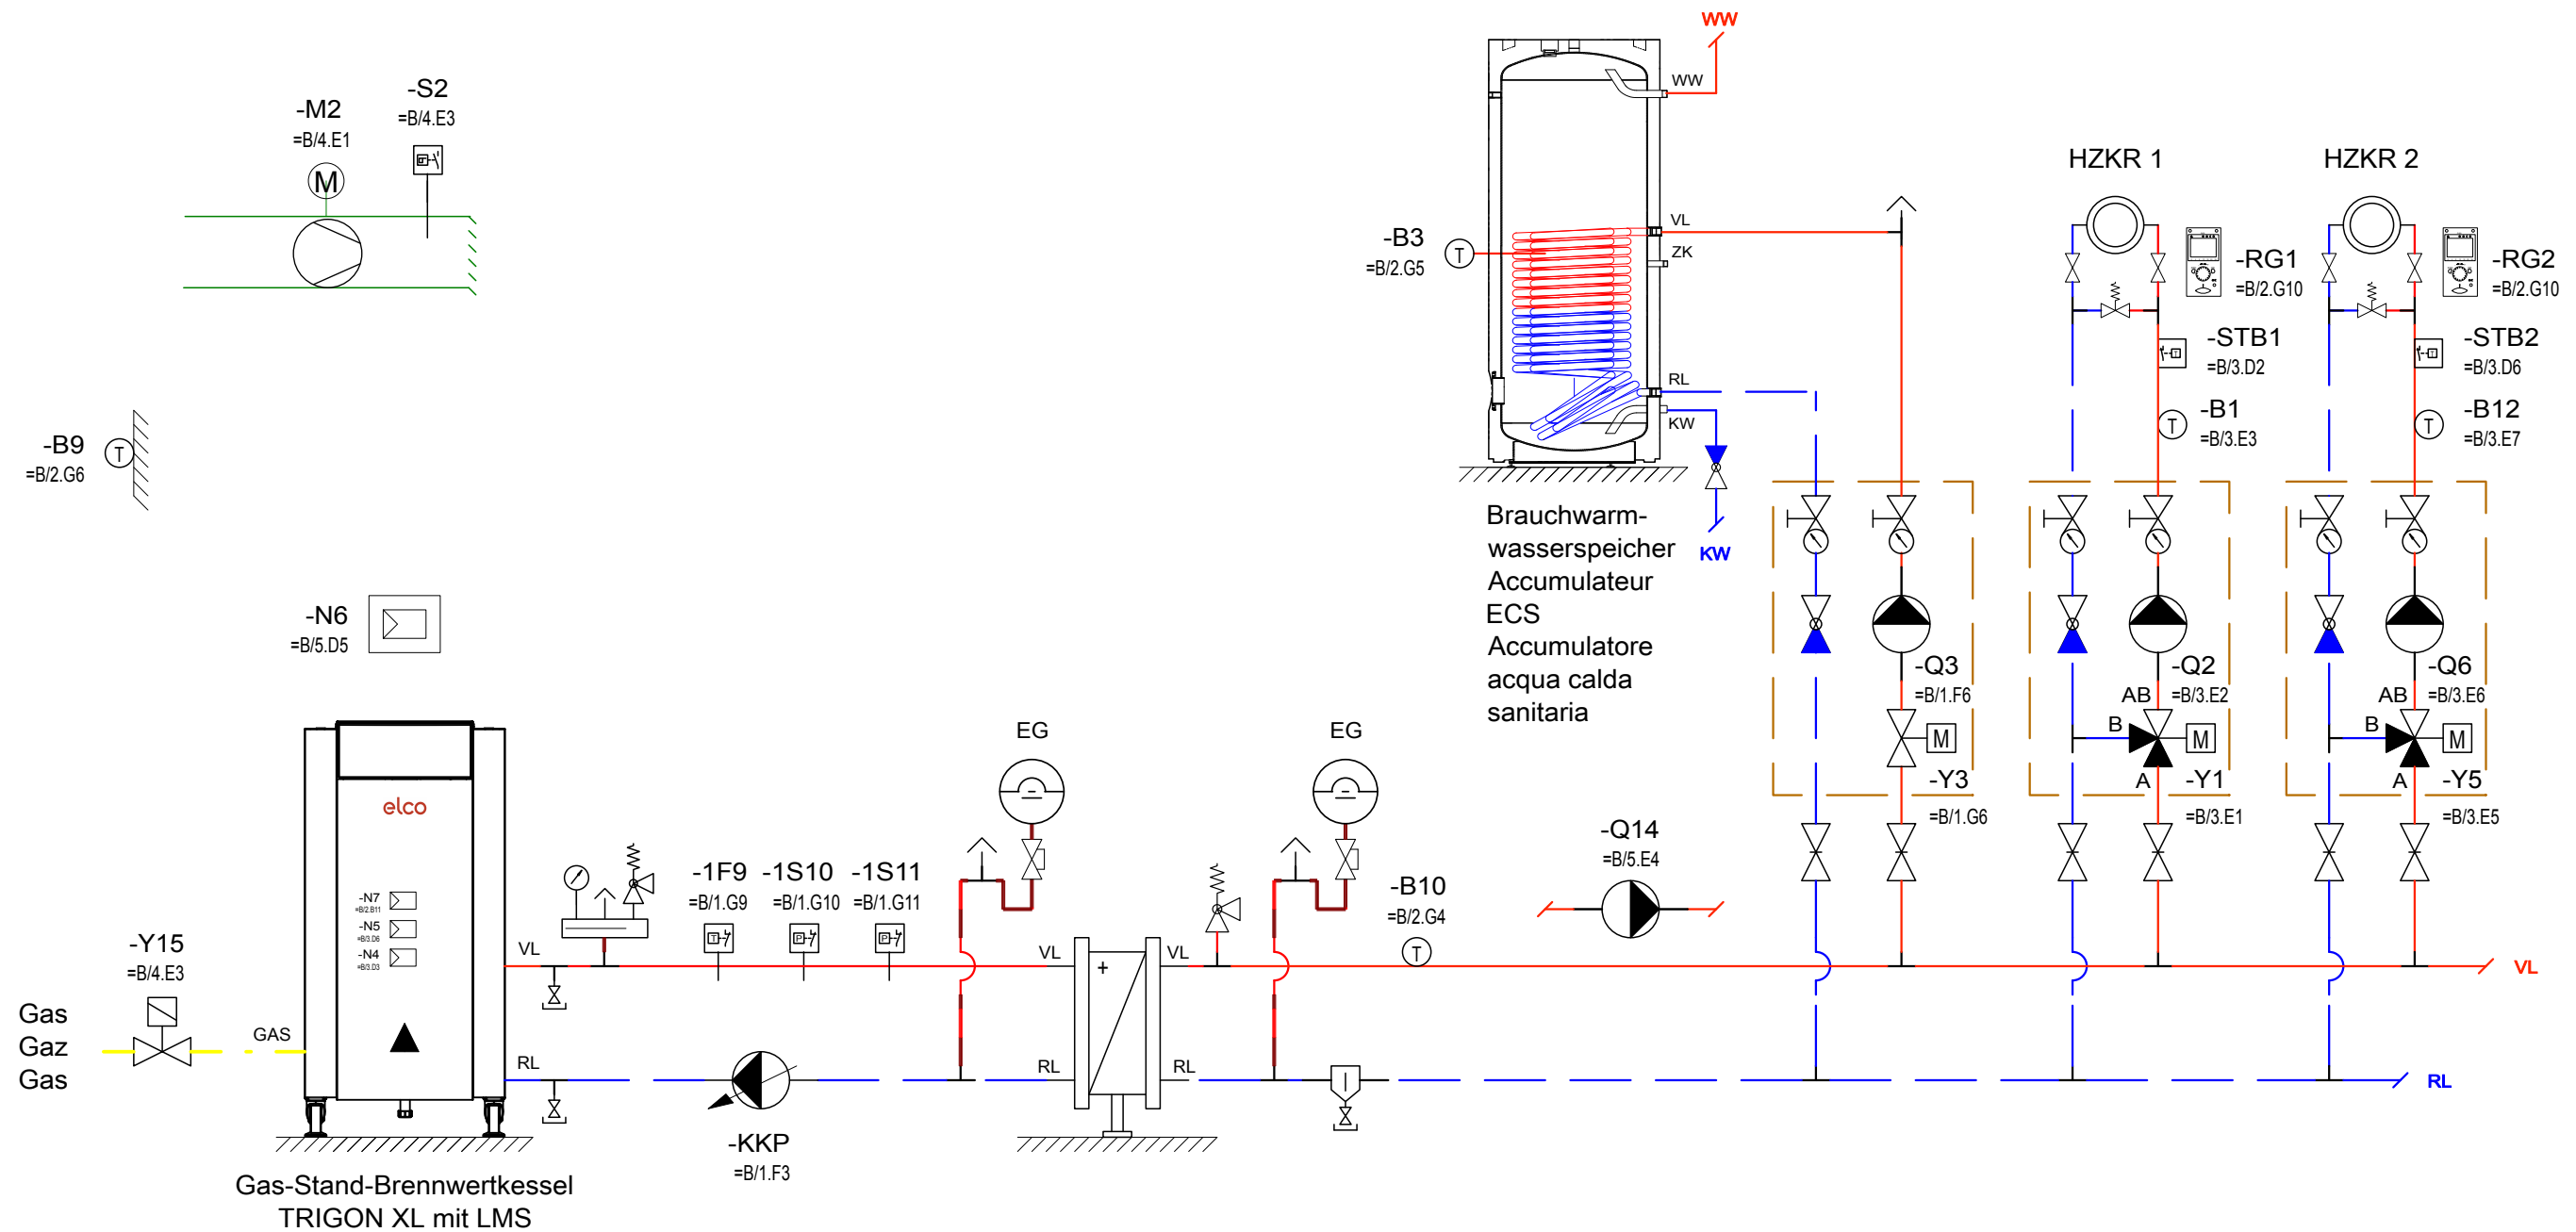 WW
-M2
=B/4.E1
M
-S2
=B/4.E3
WW
VL
ZK
RL
KW
-B3
=B/2.G5
T
HZKR 1
HZKR 2
-RG1
=B/2.G10
-RG2
=B/2.G10
-STB1
=B/3.D2
-STB2
=B/3.D6
-B1
=B/3.E3
T
-B12
=B/3.E7
T
-B9
=B/2.G6
T
Brauchwarm-
wasserspeicher
Accumulateur
ECS
Accumulatore
acqua calda
sanitaria
KW
-N6
=B/5.D5
-Q3
=B/1.F6
M
-Y3
=B/1.G6
-Q2
=B/3.E2
AB
B
A
M
-Y1
=B/3.E1
-Q6
=B/3.E6
AB
B
A
M
-Y5
=B/3.E5
elco
-N7
=B/2.B11
-N5
=B/3.D6
-N4
=B/3.D3
EG
EG
-1F9
=B/1.G9
T
-1S10
=B/1.G10
P
-1S11
=B/1.G11
P
-B10
=B/2.G4
T
-Q14
=B/5.E4
-Y15
=B/4.E3
Gas
Gaz
Gas
GAS
VL
RL
VL
+
VL
RL
RL
VL
RL
-KKP
=B/1.F3
Gas-Stand-Brennwertkessel
TRIGON XL mit LMS